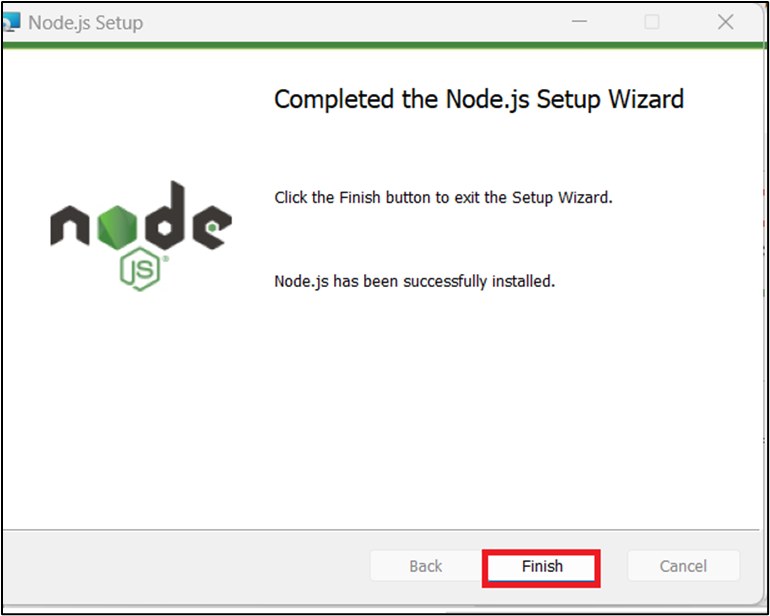 Node.js Setup
Completed the Node.js Setup Wizard
Click the Finish button to exit the Setup Wizard.
node
JS®
Node.js has been successfully installed.
Back
Finish
Cancel